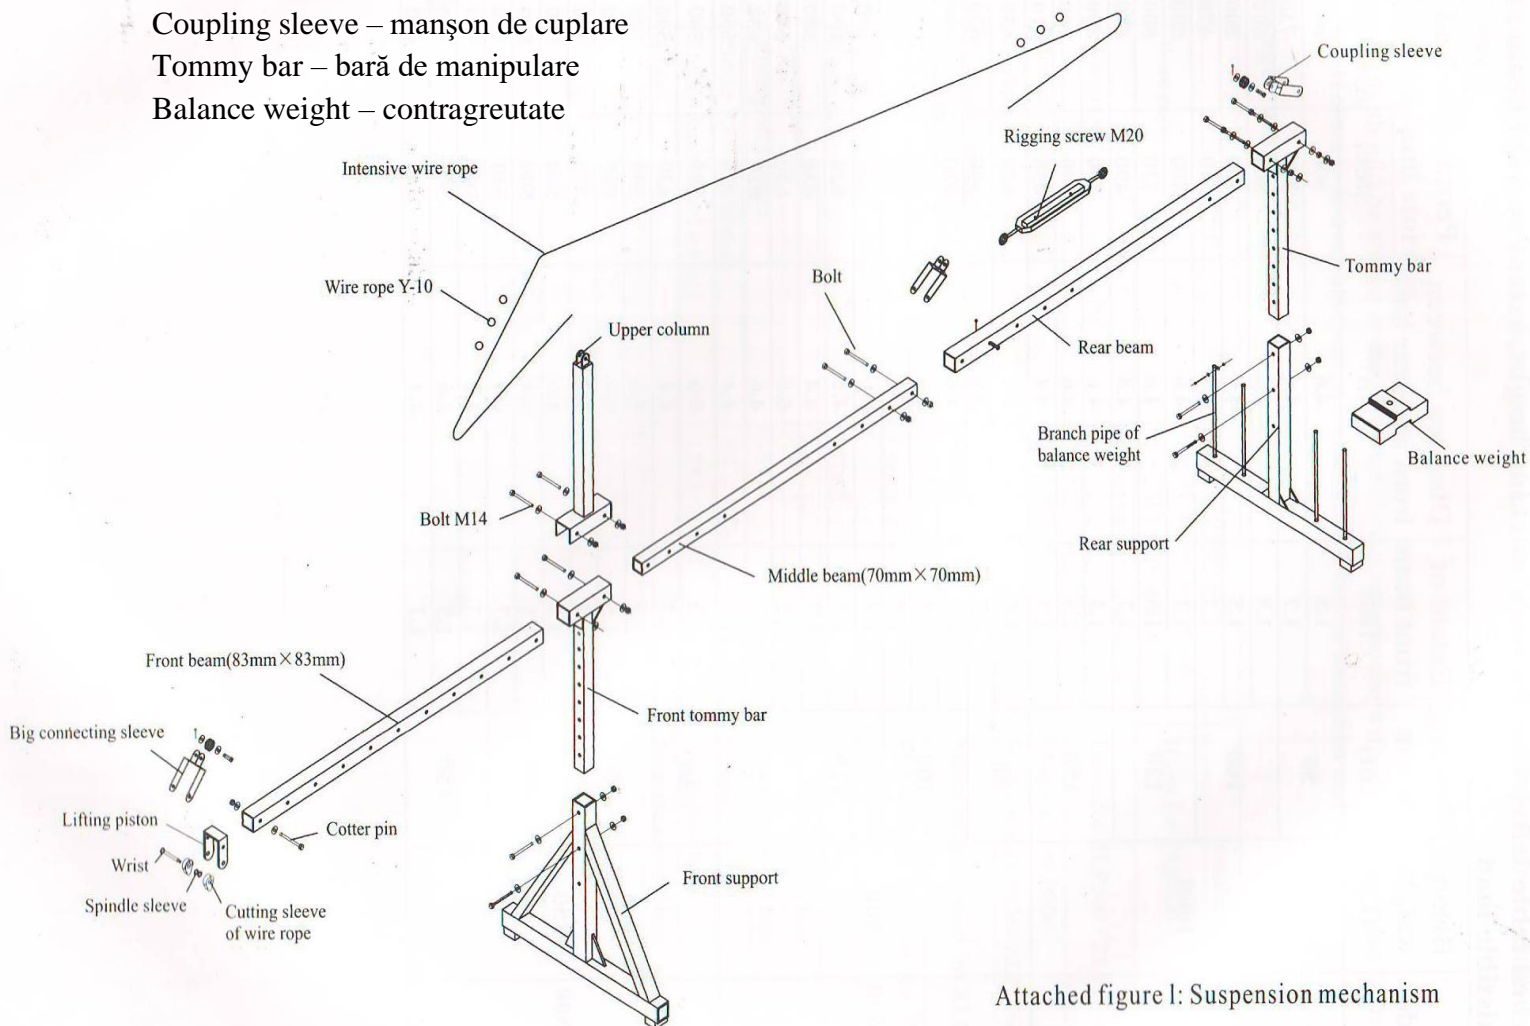 Coupling sleeve – manşon de cuplare
Tommy bar – bară de manipulare
Balance weight – contragreutate
Coupling sleeve
Rigging screw M20
Intensive wire rope
Tommy bar
Bolt
Wire rope Y-10
Upper column
Rear beam
Branch pipe of
balance weight
Balance weight
Bolt M14
Rear support
Middle beam(70mm×70mm)
Front beam(83mm×83mm)
Front tommy bar
Big connecting sleeve
Lifting piston
Cotter pin
Wrist
Front support
Spindle sleeve
Cutting sleeve
of wire rope
Attached figure l: Suspension mechanism